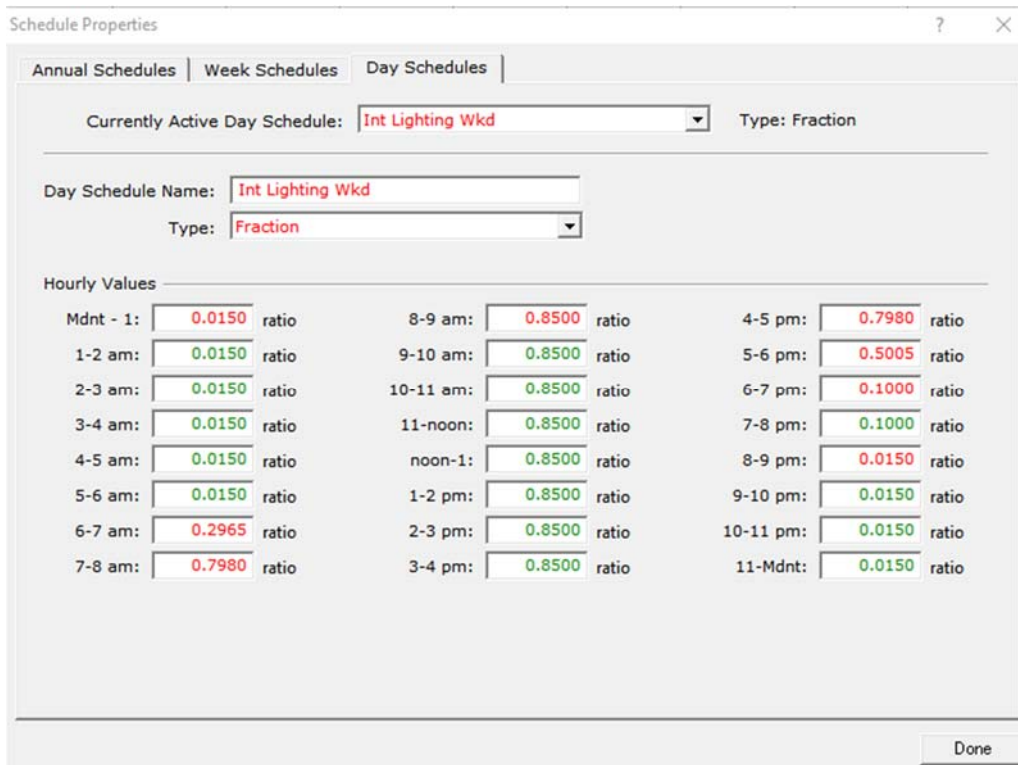 Schedule Properties ? ×
Annual Schedules Week Schedules Day Schedules
Currently Active Day Schedule: Int Lighting Wkd Type: Fraction
Day Schedule Name: Int Lighting Wkd
Type: Fraction
Hourly Values
Mdnt - 1: 0.0150 ratio 8-9 am: 0.8500 ratio 4-5 pm: 0.7980 ratio
1-2 am: 0.0150 ratio 9-10 am: 0.8500 ratio 5-6 pm: 0.5005 ratio
2-3 am: 0.0150 ratio 10-11 am: 0.8500 ratio 6-7 pm: 0.1000 ratio
3-4 am: 0.0150 ratio 11-noon: 0.8500 ratio 7-8 pm: 0.1000 ratio
4-5 am: 0.0150 ratio noon-1: 0.8500 ratio 8-9 pm: 0.0150 ratio
5-6 am: 0.0150 ratio 1-2 pm: 0.8500 ratio 9-10 pm: 0.0150 ratio
6-7 am: 0.2965 ratio 2-3 pm: 0.8500 ratio 10-11 pm: 0.0150 ratio
7-8 am: 0.7980 ratio 3-4 pm: 0.8500 ratio 11-Mdnt: 0.0150 ratio
Done